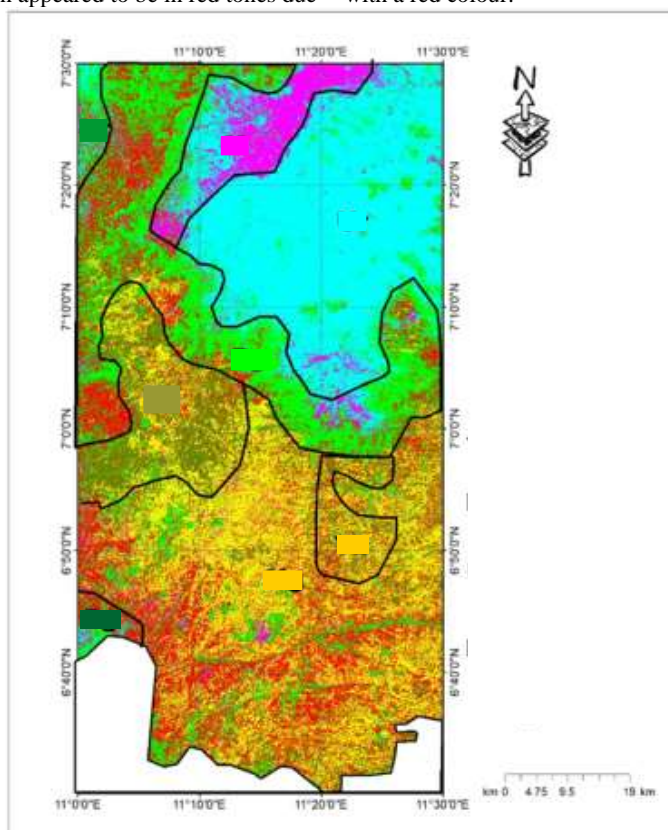 n appeared to be in red tones due with a red colour.
11°10'0"E 11°20'0"E 11°30'0"E
N
7°30'0"N 7°30'0"N
7°20'0"N 7°20'0"N
7°10'0"N 7°10'0"N
7°0'0"N 7°0'0"N
6°50'0"N 6°50'0"N
6°40'0"N 6°40'0"N
km 0 4.75 9.5 19 km
11°0'0"E 11°10'0"E 11°20'0"E 11°30'0"E